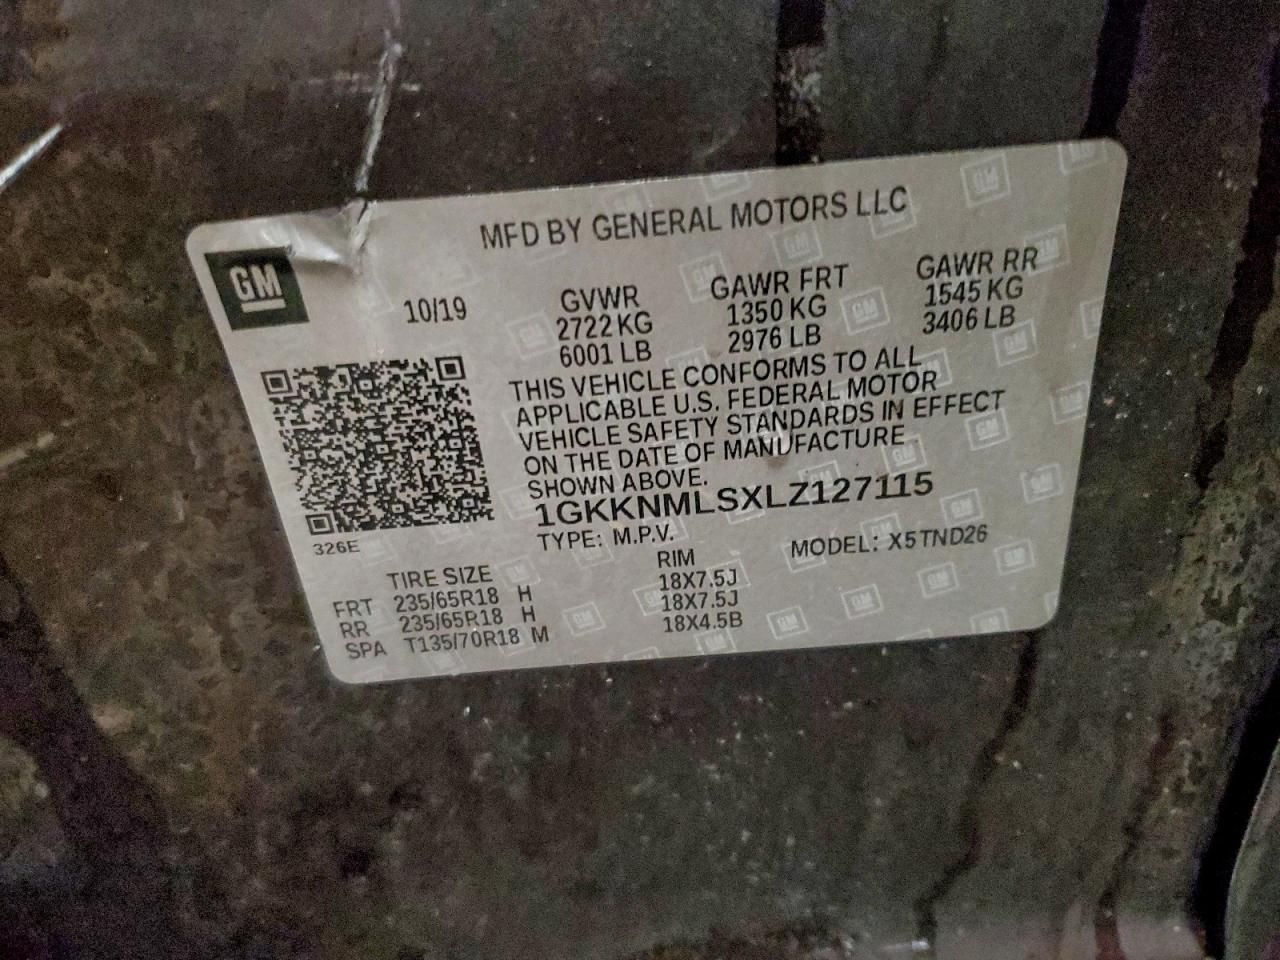 MFD BY GENERAL MOTORS LLC
GM
10/19
GVWR GAWR FRT GAWR RR
2722 KG 1350 KG 1545 KG
6001 LB 2976 LB 3406 LB
THIS VEHICLE CONFORMS TO ALL
APPLICABLE U.S. FEDERAL MOTOR
VEHICLE SAFETY STANDARDS IN EFFECT
ON THE DATE OF MANUFACTURE
SHOWN ABOVE.
1GKKNMLSXLZ127115
326E
TYPE: M.P.V. MODEL: X5TND26
TIRE SIZE RIM
FRT 235/65R18 H 18X7.5J
RR 235/65R18 H 18X7.5J
SPA T135/70R18 M 18X4.5B